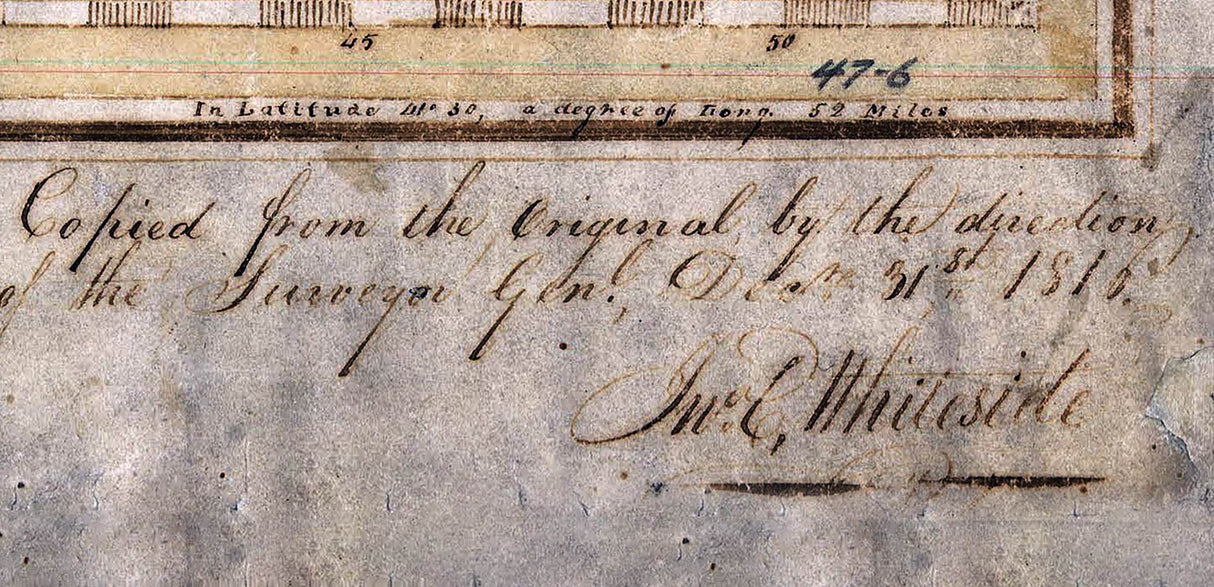 45 50
47-6
In Latitude 41° 30, a degree of Long. 52 Miles
Copied from the Original by the direction
of the Surveyor Genl, Decr 31st 1816.
Jno. C, Whiteside